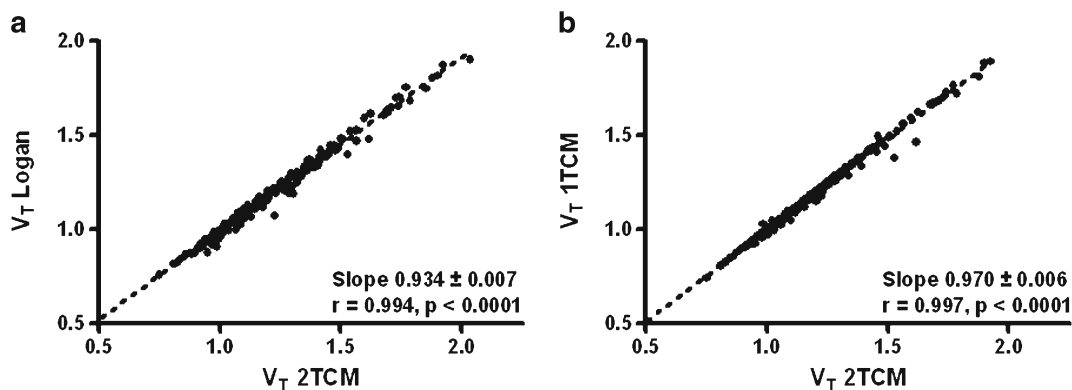 a
2.0
1.5
1.0
0.5
V_T Logan
Slope 0.934 ± 0.007
r = 0.994, p < 0.0001
0.5 1.0 1.5 2.0
V_T 2TCM
b
2.0
1.5
1.0
0.5
V_T 1TCM
Slope 0.970 ± 0.006
r = 0.997, p < 0.0001
0.5 1.0 1.5 2.0
V_T 2TCM